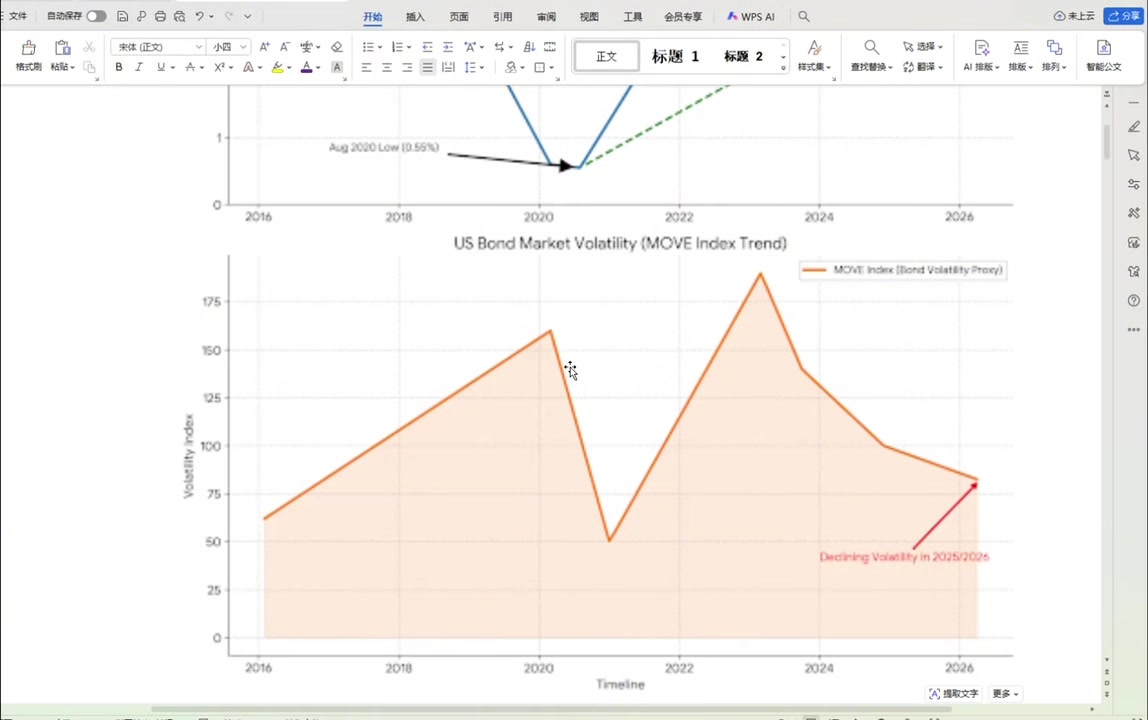 文件
自动保存
开始 插入 页面 引用 审阅 视图 工具 会员专享 WPS AI
未上云 分享
格式刷 粘贴
宋体 (正文) 小四
正文 标题 1 标题 2
样式集 查找替换 选择 翻译 AI 排版 排版 排列 智能公文
1
Aug 2020 Low (0.55%)
0
2016 2018 2020 2022 2024 2026
US Bond Market Volatility (MOVE Index Trend)
MOVE Index (Bond Volatility Proxy)
175
150
125
100
75
50
25
0
Volatility Index
Declining Volatility in 2025/2026
2016 2018 2020 2022 2024 2026
Timeline
提取文字 更多